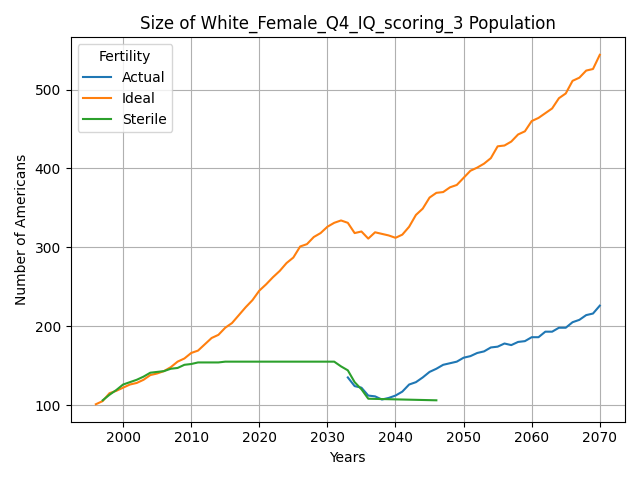 Size of White_Female_Q4_IQ_scoring_3 Population
Fertility
Actual
Ideal
Sterile
Number of Americans
500
400
300
200
100
2000 2010 2020 2030 2040 2050 2060 2070
Years